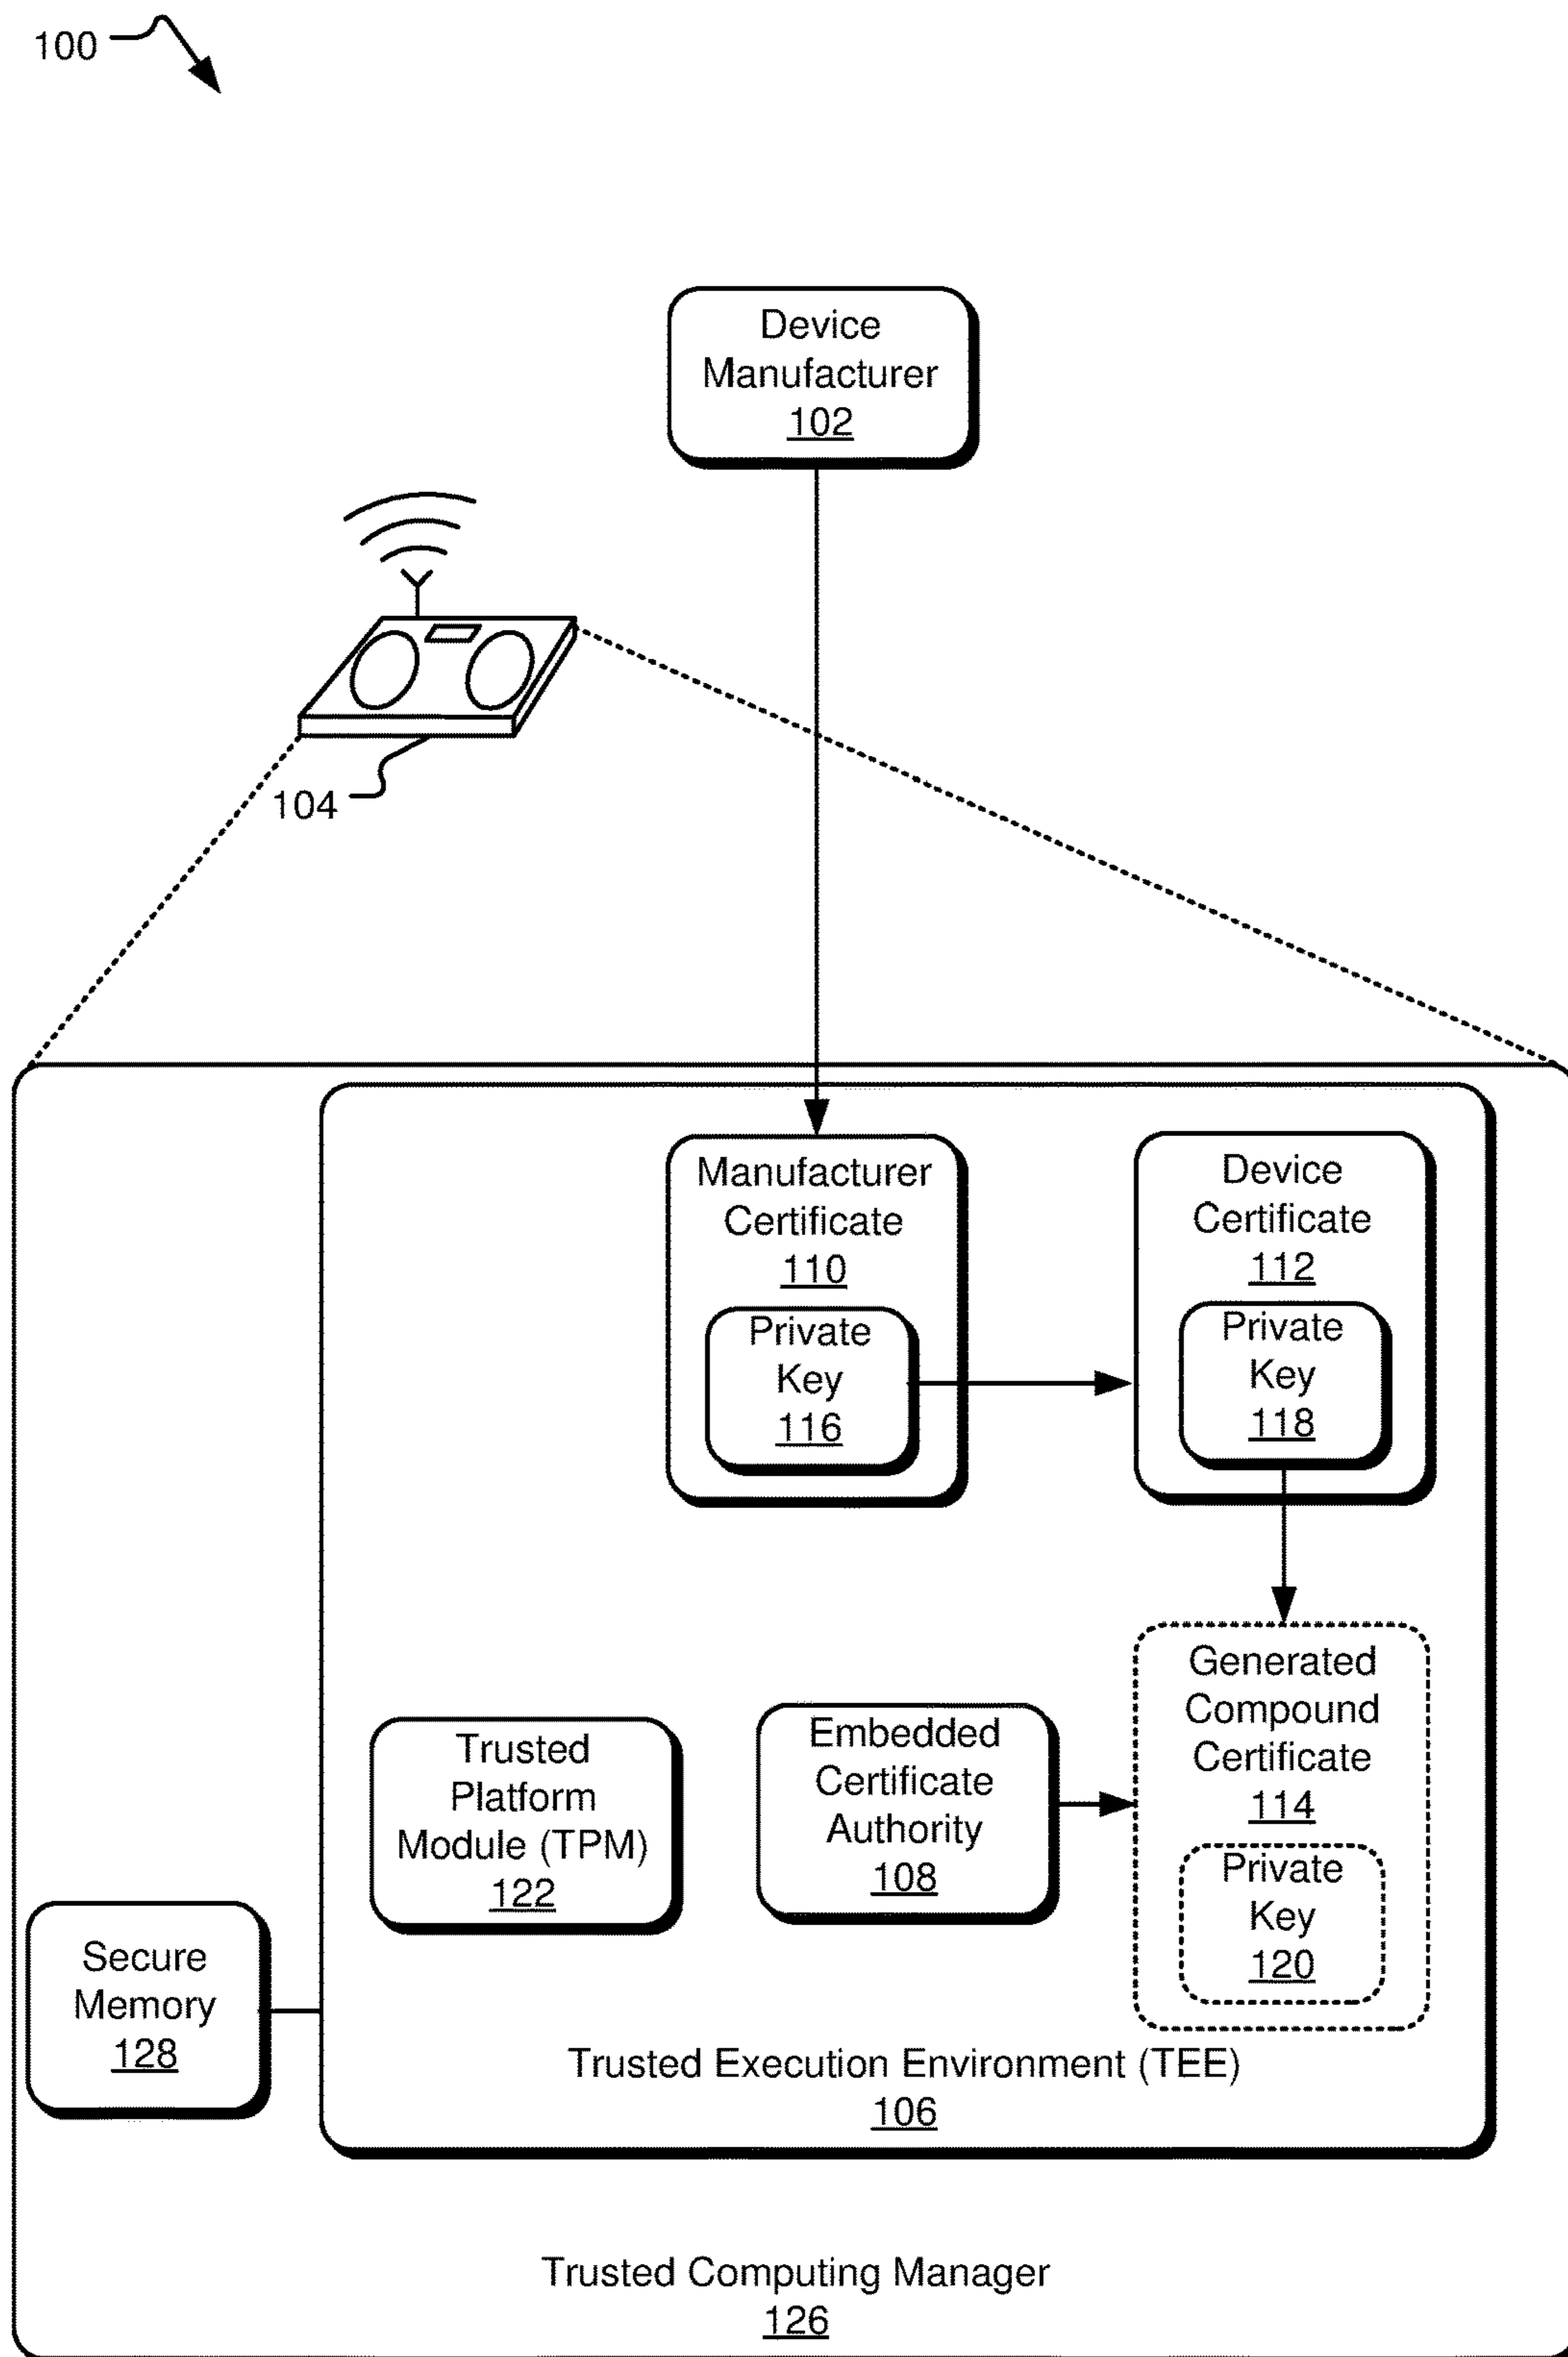 100
Device
Manufacturer
102
104
Manufacturer
Certificate
110
Private
Key
116
Device
Certificate
112
Private
Key
118
Generated
Compound
Certificate
114
Private
Key
120
Embedded
Certificate
Authority
108
Trusted
Platform
Module (TPM)
122
Secure
Memory
128
Trusted Execution Environment (TEE)
106
Trusted Computing Manager
126